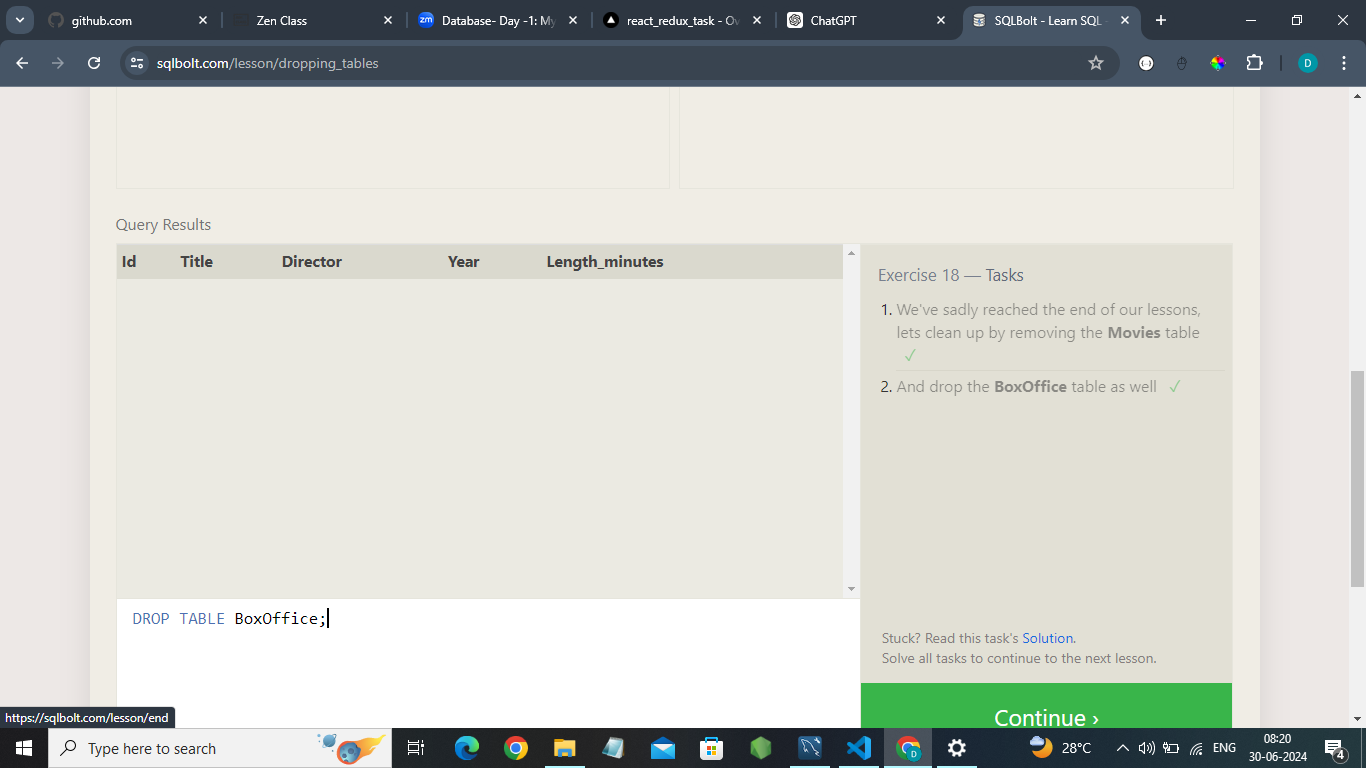 github.com
Zen Class
Database- Day -1: My
react_redux_task - Ov
ChatGPT
SQLBolt - Learn SQL -
sqlbolt.com/lesson/dropping_tables
D
Query Results
Id Title Director Year Length_minutes
Exercise 18 — Tasks
1. We've sadly reached the end of our lessons,
lets clean up by removing the Movies table
✓
2. And drop the BoxOffice table as well ✓
DROP TABLE BoxOffice;
Stuck? Read this task's Solution.
Solve all tasks to continue to the next lesson.
Continue ›
https://sqlbolt.com/lesson/end
Type here to search
28°C
ENG
08:20
30-06-2024
4